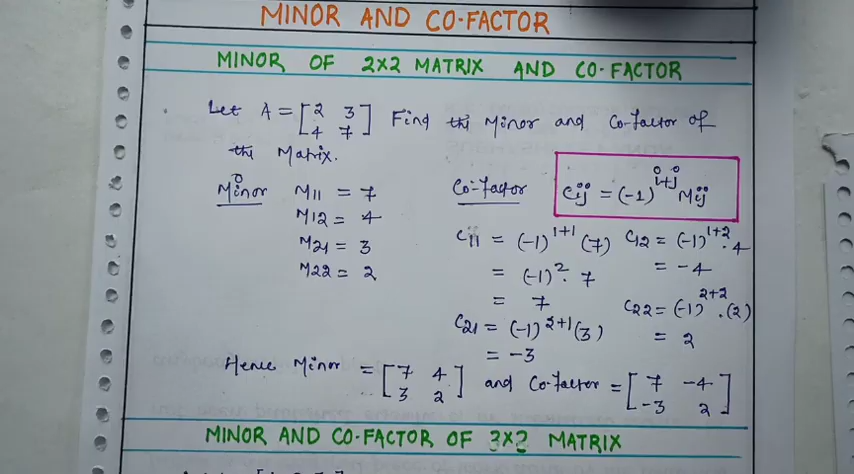 MINOR AND CO-FACTOR
MINOR OF 2X2 MATRIX AND CO-FACTOR
Let A = [2 3
4 7] Find the Minor and Co-factor of
the Matrix.
Minor M11 = 7
M12 = 4
M21 = 3
M22 = 2
Co-factor Cij = (-1)^i+j Mij
C11 = (-1)^1+1 (7)
= (-1)^2 . 7
= 7
C12 = (-1)^1+2 . 4
= -4
C21 = (-1)^2+1 (3)
= -3
C22 = (-1)^2+2 . (2)
= 2
Hence Minor = [7 4
3 2] and Co-factor = [7 -4
-3 2]
MINOR AND CO-FACTOR OF 3X3 MATRIX